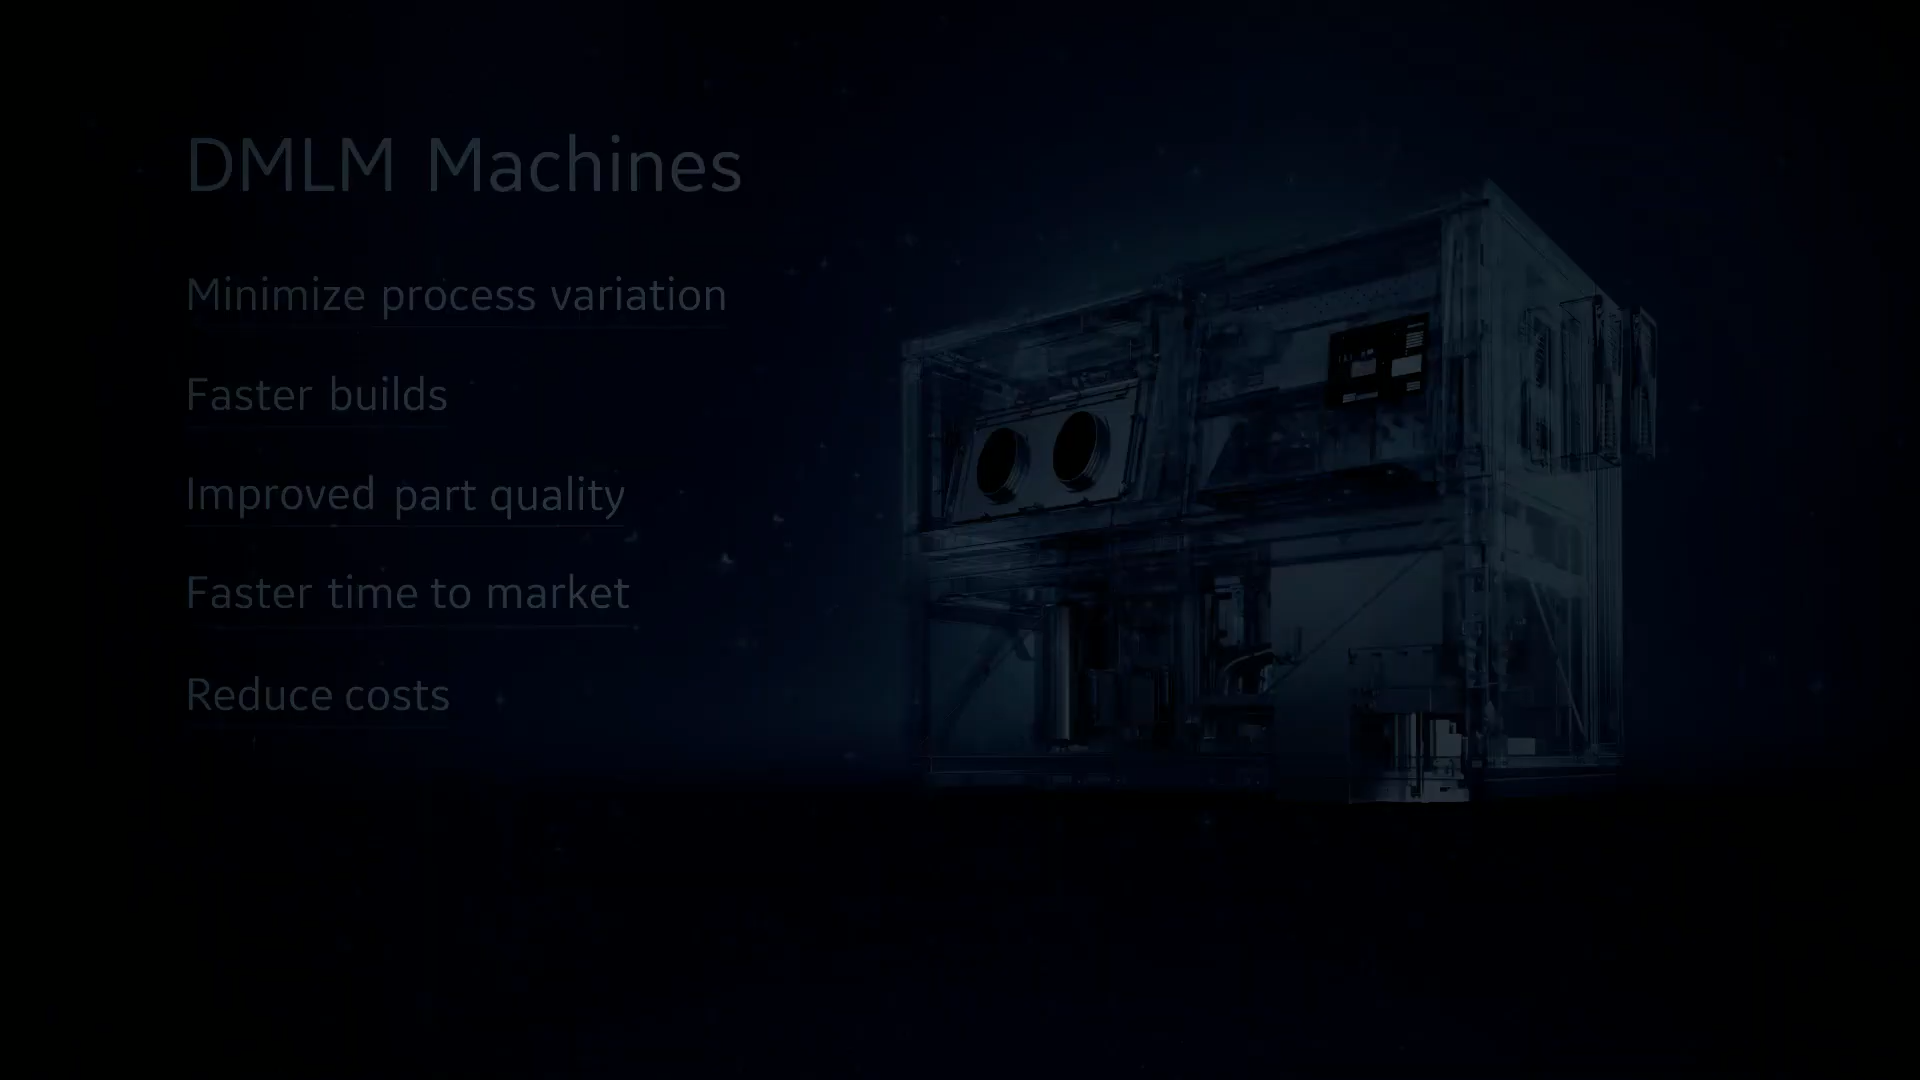 DMLM Machines
Minimize process variation
Faster builds
Improved part quality
Faster time to market
Reduce costs